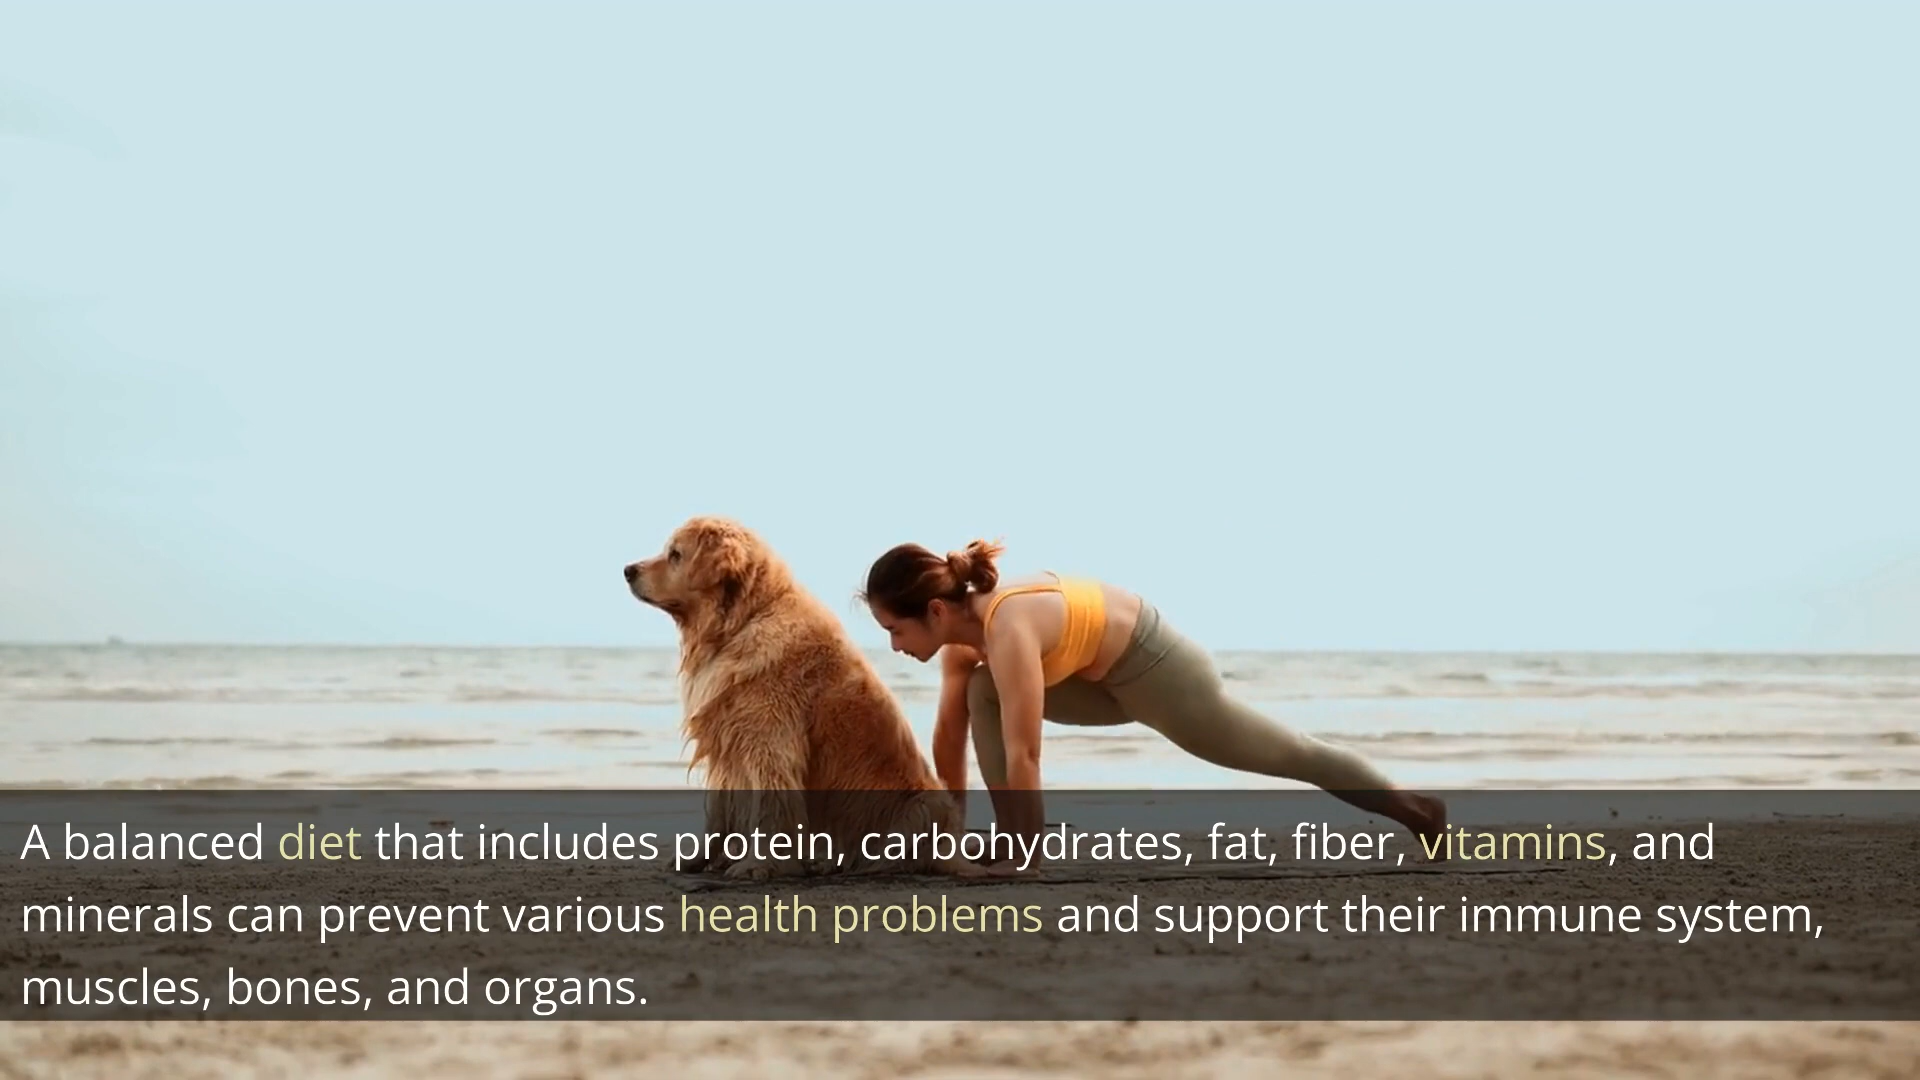 A balanced diet that includes protein, carbohydrates, fat, fiber, vitamins, and
minerals can prevent various health problems and support their immune system,
muscles, bones, and organs.